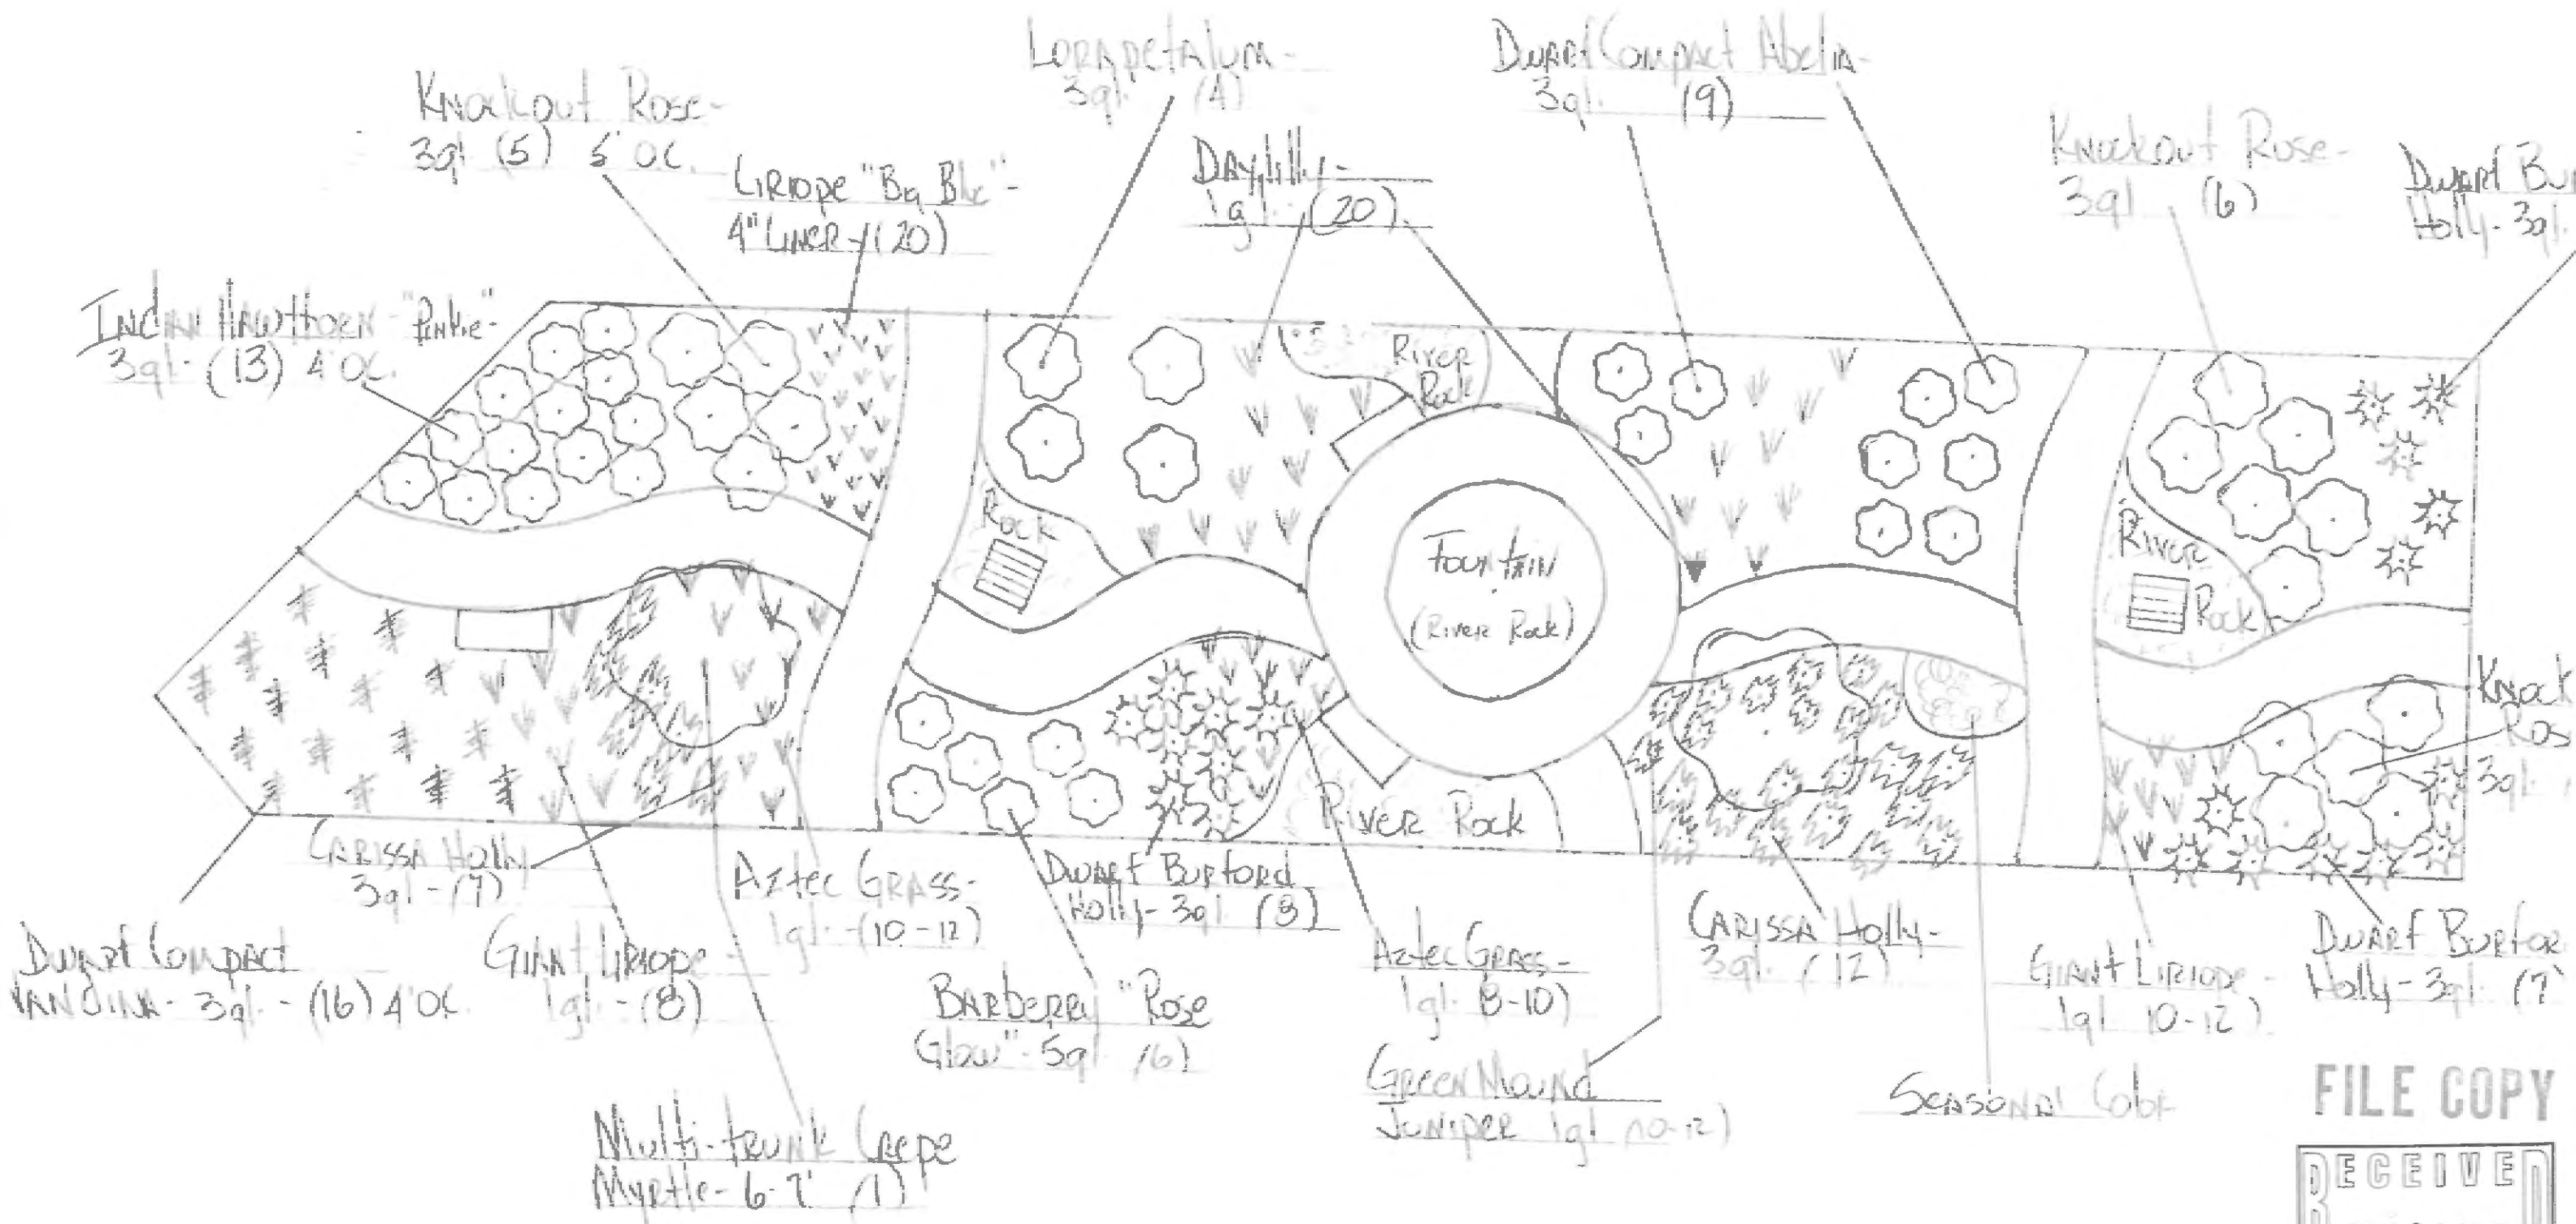 LORApetAlum-
3gl. (4)
Dwarf Compact Abelia-
3gl. (9)
Knockout Rose-
3gl (5) 5' OC.
Liriope "Big Blue"-
4" Liner-(20)
Daylilly-
1gl. (20)
Knockout Rose-
3gl (6)
Dwarf Bu
Holly-3gl.
Indian Hawthorn "Pinkie"-
3gl- (13) 4' OC.
River
Rock
Rock
Fountain
(River Rock)
River
Rock
Knock
Ros
3gl.
River Rock
Carissa Holly
3gl-(7)
Aztec Grass-
1gl.-(10-12)
Dwarf Burford
Holly-3gl (8)
Dwarf Compact
Nandina-3gl.-(16) 4' OC.
Giant Liriope-
1gl.-(8)
Barberry "Rose
Glow"-5gl (6)
Aztec Grass-
1gl. 8-10)
Carissa Holly-
3gl. (12)
Giant Liriope-
1gl. 10-12)
Dwarf Burfor
Holly-3gl. (7
Green Mound
Juniper 1gl (10-12)
Seasonal Color
Multi-trunk Crepe
Myrtle-6-7' (1)
FILE COPY
RECEIVED